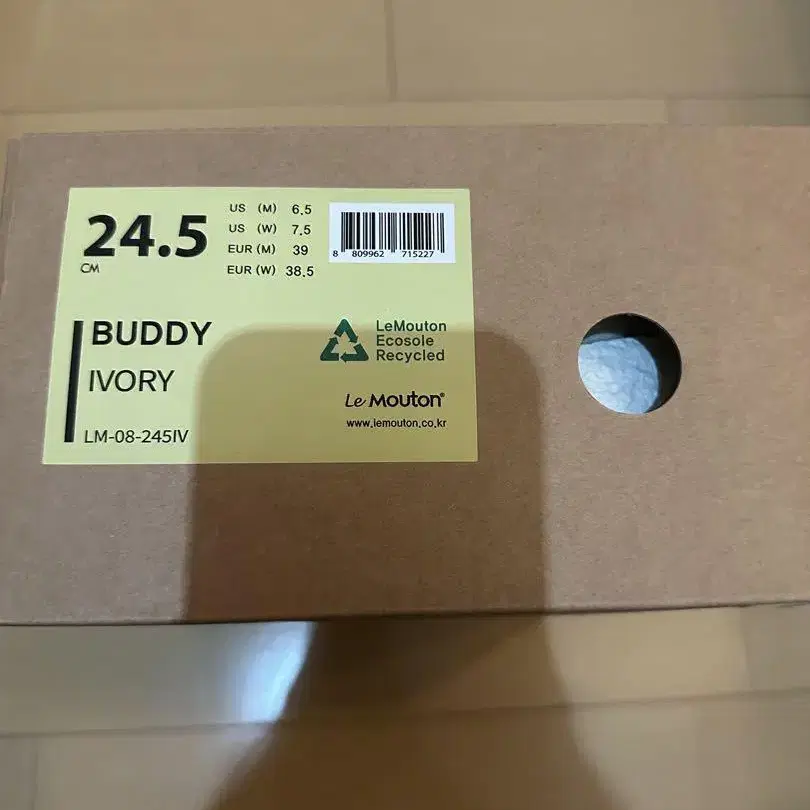 24.5
CM
US (M) 6.5
US (W) 7.5
EUR (M) 39
EUR (W) 38.5
8 809962 715227
BUDDY
IVORY
LM-08-245IV
LeMouton
Ecosole
Recycled
Le Mouton®
www.lemouton.co.kr